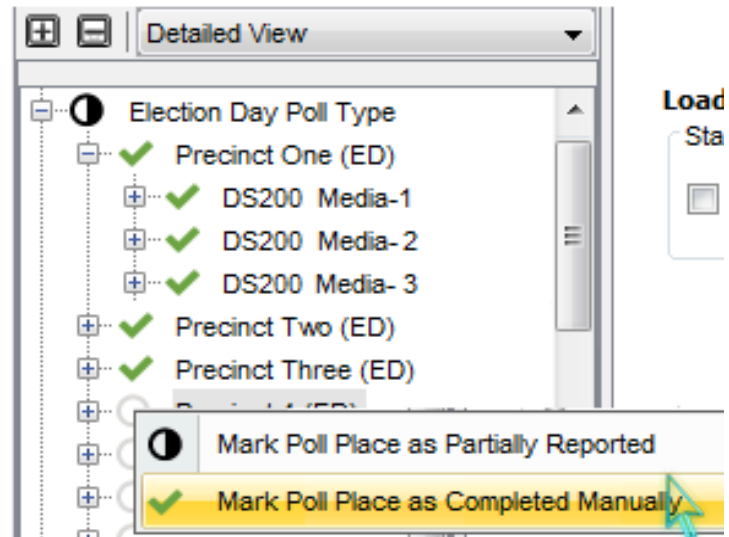 Detailed View
Load
Election Day Poll Type
Sta
Precinct One (ED)
DS200 Media-1
DS200 Media- 2
DS200 Media- 3
Precinct Two (ED)
Precinct Three (ED)
Mark Poll Place as Partially Reported
Mark Poll Place as Completed Manually